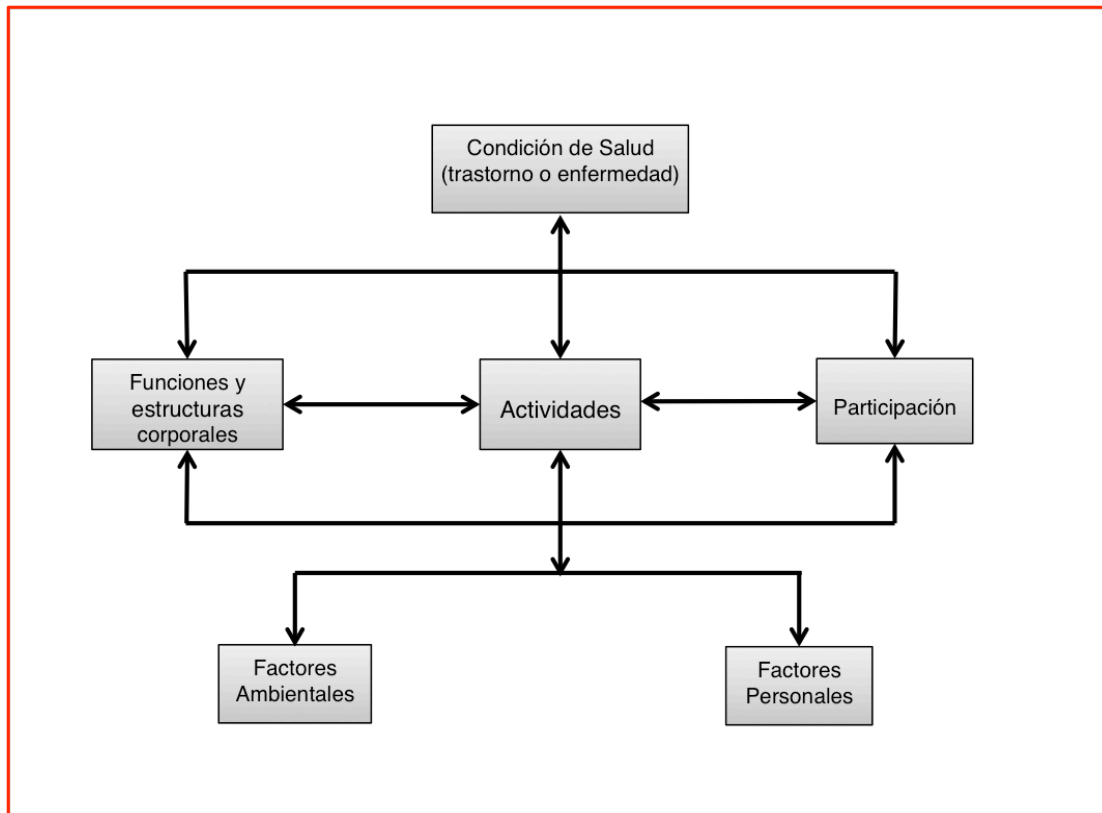 Condición de Salud
(trastorno o enfermedad)
Funciones y
estructuras
corporales
Actividades
Participación
Factores
Ambientales
Factores
Personales